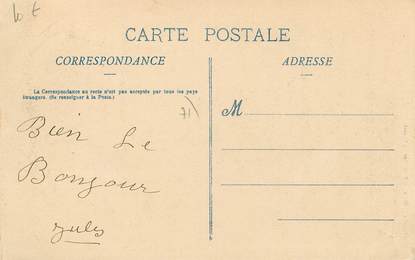 10 €
CARTE POSTALE
CORRESPONDANCE
La Correspondance au recto n'est pas acceptée par tous les pays
étrangers. (Se renseigner à la Poste.)
71)
Bien Le
Bonjour
Jules
ADRESSE
M